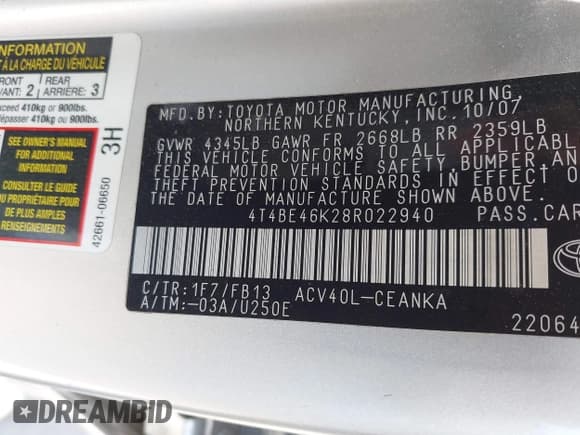 INFORMATION
T À LA CHARGE DU VÉHICULE
FRONT
VANT: 2
REAR
ARRIÈRE: 3
xceed 410kg or 900lbs.
dépasser 410kg ou 900lbs.
SEE OWNER'S MANUAL
FOR ADDITIONAL
INFORMATION
CONSULTER LE GUIDE
DU PROPRIÉTAIRE POUR
DE PLUS AMPLES
RENSEIGNEMENTS
3H
42661-06650
MFD.BY:TOYOTA MOTOR MANUFACTURING,
NORTHERN KENTUCKY,INC.10/07
GVWR 4345LB GAWR FR 2668LB RR 2359LB
THIS VEHICLE CONFORMS TO ALL APPLICABL
FEDERAL MOTOR VEHICLE SAFETY BUMPER AN
THEFT PREVENTION STANDARDS IN EFFECT O
THE DATE OF MANUFACTURE SHOWN ABOVE.
4T4BE46K28R022940 PASS.CAR
C/TR:1F7/FB13 ACV40L-CEANKA
A/TM:-03A/U250E
22064
DREAMBID